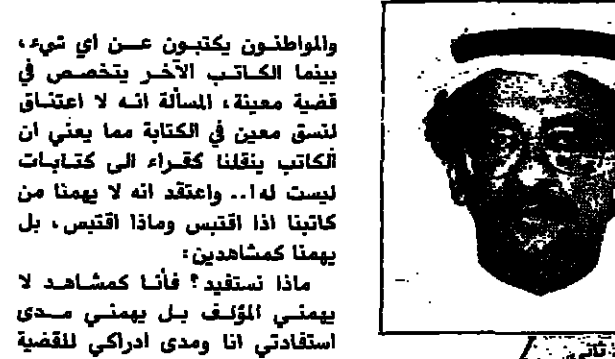 والمواطنون يكتبون عن اي شيء،
بينما الكاتب الآخر يتخصص في
قضية معينة، المسألة انه لا اعتناق
لنسق معين في الكتابة مما يعني ان
الكاتب ينقلنا كقراء الى كتابات
ليست له!.. واعتقد انه لا يهمنا من
كاتبنا اذا اقتبس وماذا اقتبس، بل
يهمنا كمشاهدين:
ماذا نستفيد؟ فأنا كمشاهد لا
يهمني المؤلف بل يهمني مدى
استفادتي انا ومدى ادراكي للقضية